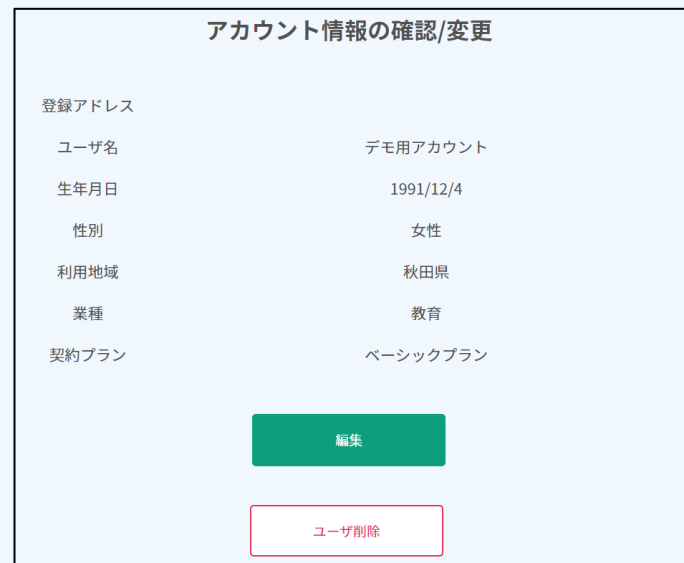 アカウント情報の確認/変更
登録アドレス
ユーザ名 デモ用アカウント
生年月日 1991/12/4
性別 女性
利用地域 秋田県
業種 教育
契約プラン ベーシックプラン
編集
ユーザ削除